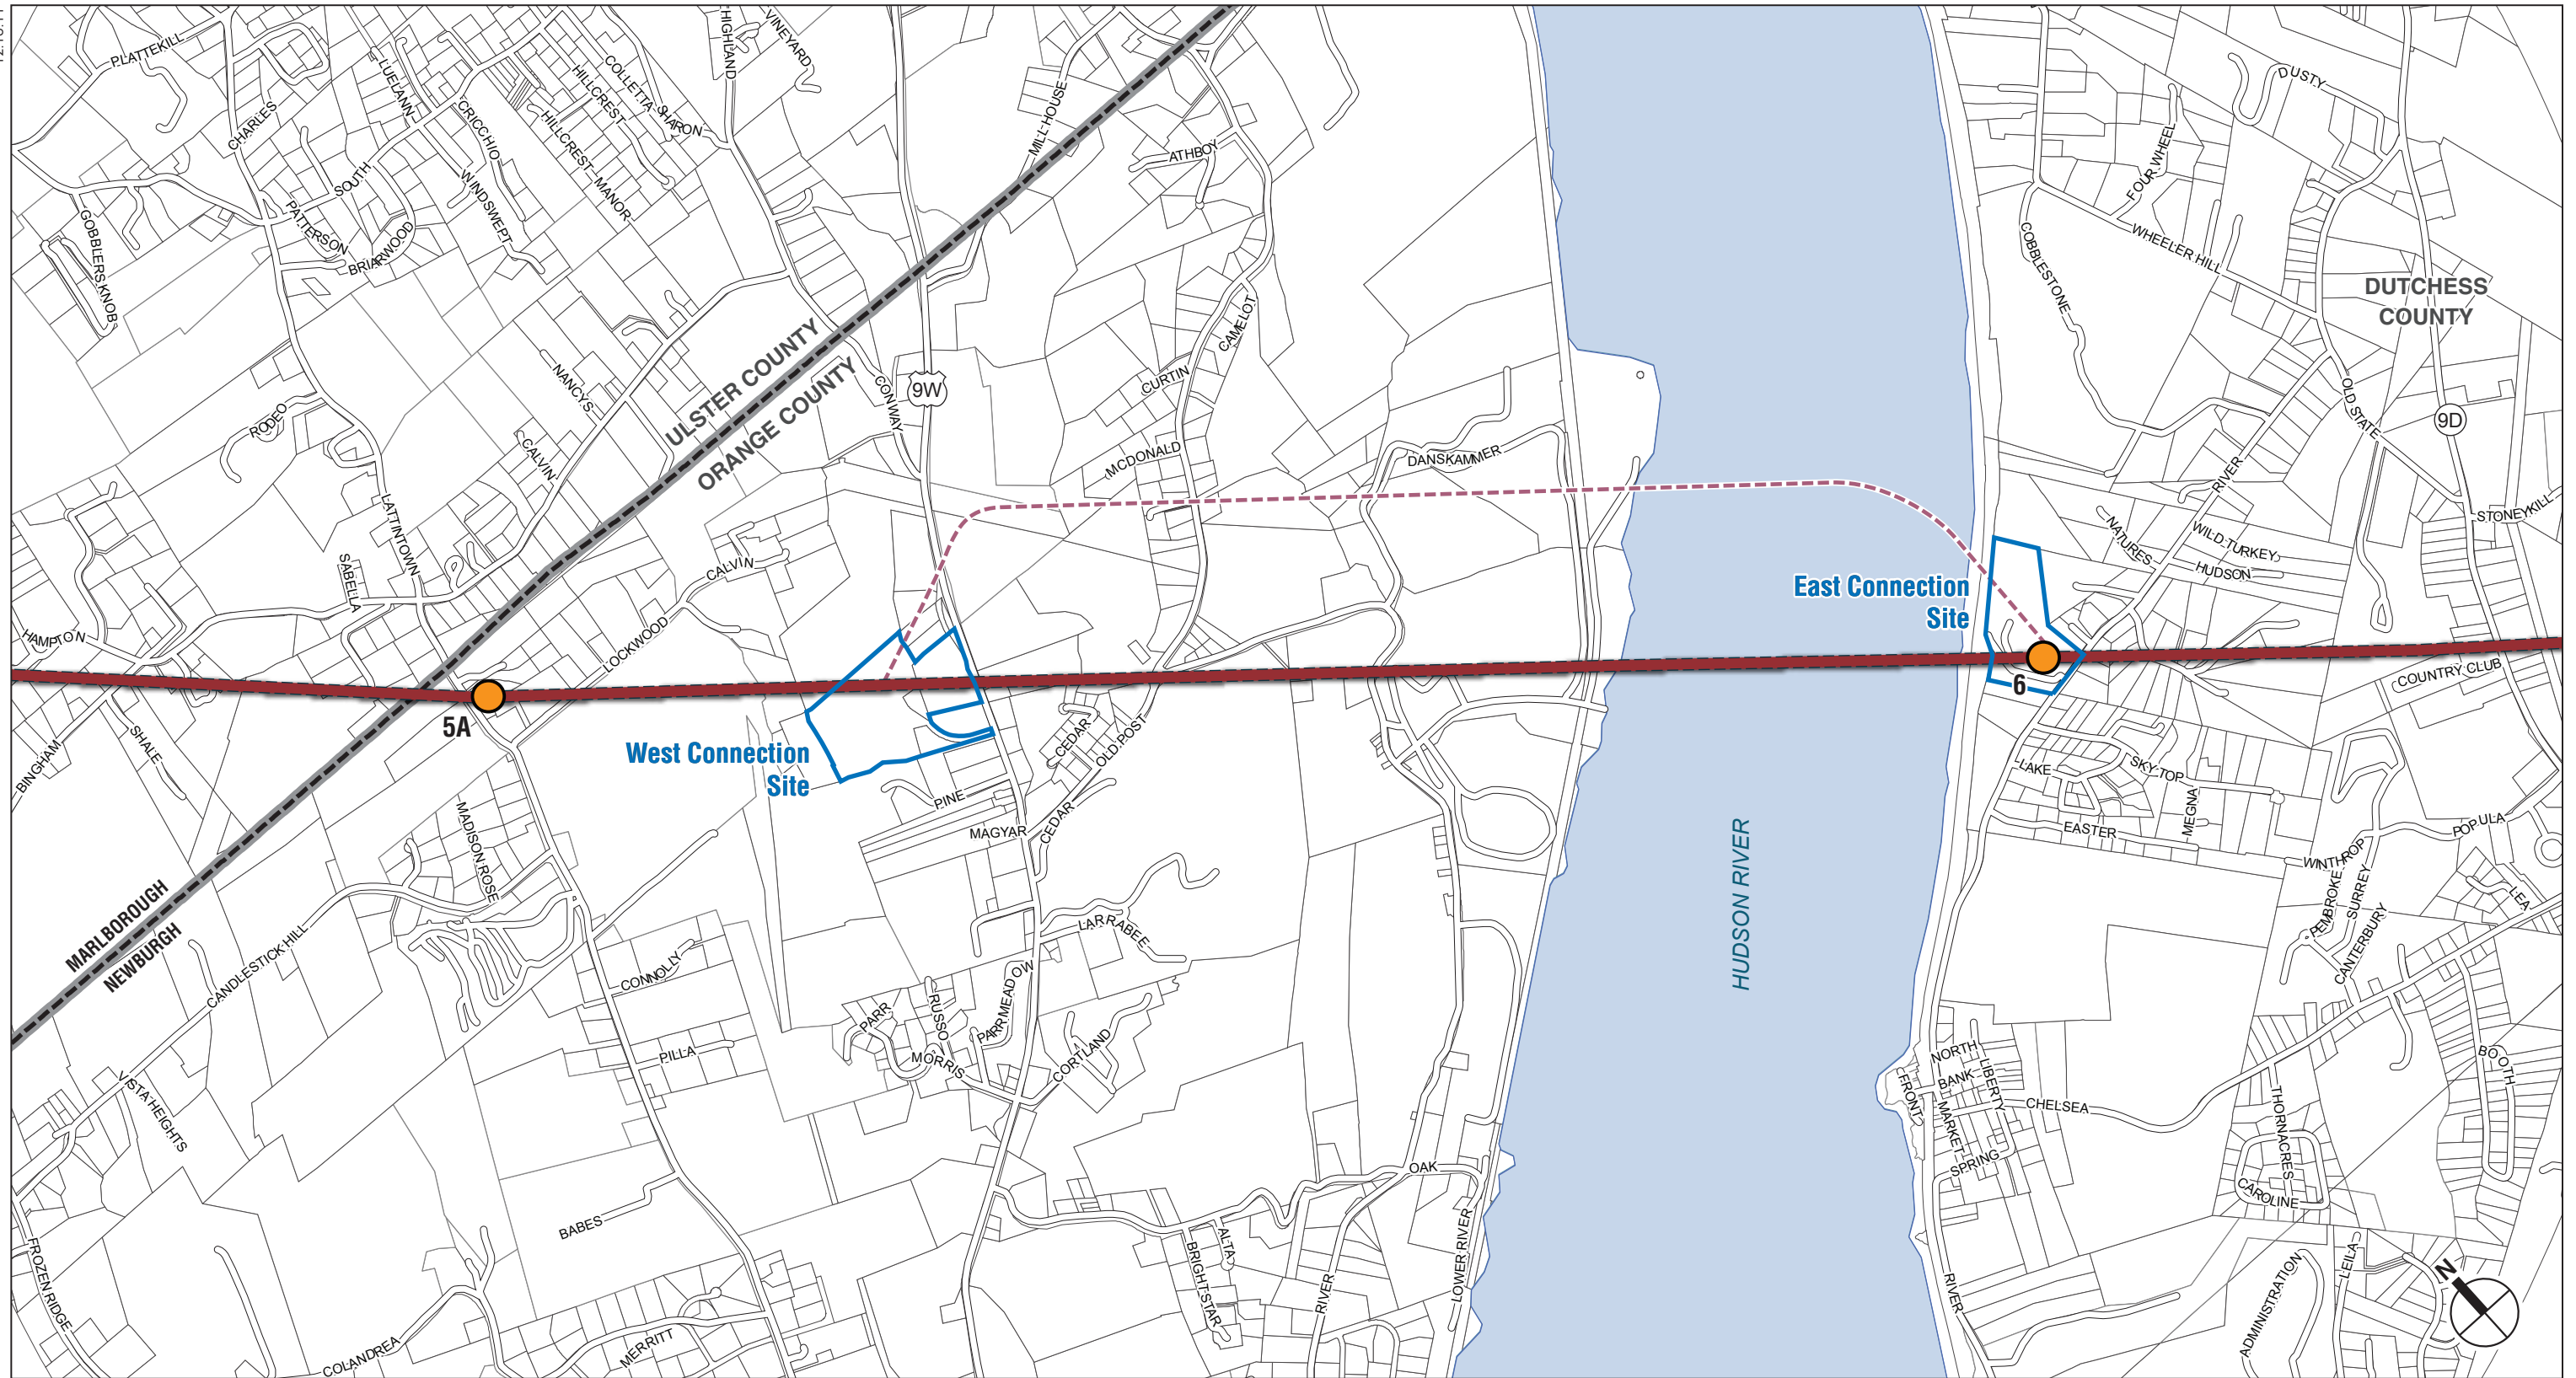 PLATTEKILL
CHARLES
LUELANN
CRICCHIO
HILLCREST
COLLETTA
SHARON
HIGHLAND
VINEYARD
HILLCREST MANOR
WINDSWEPT
SOUTH
PATTERSON
BRIARWOOD
GOBBLERS KNOB
MILL HOUSE
ATHBOY
CAMELOT
CURTIN
MCDONALD
DANSKAMMER
DUSTY
FOUR WHEEL
WHEELER HILL
COBBLESTONE
DUTCHESS
COUNTY
OLD STATE
9D
RIVER
STONEYKILL
WILD TURKEY
NATURES
HUDSON
RODEO
NANCYS
CALVIN
ULSTER COUNTY
ORANGE COUNTY
CONWAY
9W
LATTINTOWN
SABELLA
CALVIN
LOCKWOOD
HAMPTON
East Connection
Site
6
COUNTRY CLUB
5A
SHALE
BINGHAM
West Connection
Site
CEDAR
OLD POST
PINE
MAGYAR
CEDAR
LAKE
SKY TOP
MEGNA
EASTER
POPULA
WINTHROP
PEMBROKE
SURREY
CANTERBURY
LEA
HUDSON RIVER
MADISON ROSE
MARLBOROUGH
NEWBURGH
CANDLESTICK HILL
LARRABEE
CONNOLLY
PARR
RUSSO
PARRMEADOW
MORRIS
CORTLAND
PILLA
VISTA HEIGHTS
NORTH
BANK
LIBERTY
FRONT
MARKET
SPRING
CHELSEA
BOOTH
THORNACRES
CAROLINE
OAK
BABES
ALTA
BRIGHT STAR
RIVER
LOWER RIVER
RIVER
LEILA
ADMINISTRATION
N
FROZEN RIDGE
COLANDREA
MERRITT